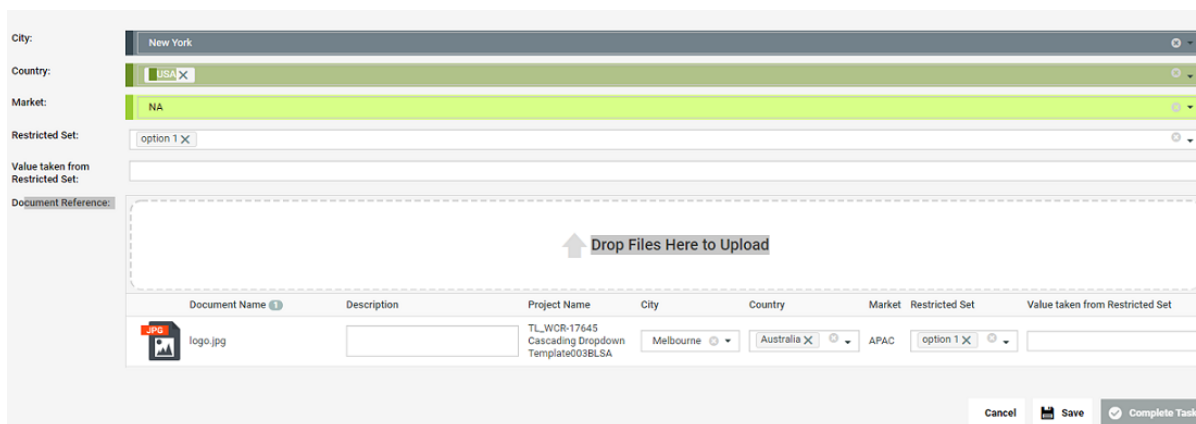 City:
New York
Country:
USA
Market:
NA
Restricted Set:
option 1
Value taken from
Restricted Set:
Document Reference:
Drop Files Here to Upload
Document Name 1 Description Project Name City Country Market Restricted Set Value taken from Restricted Set
JPG
logo.jpg
TL_WCR-17645
Cascading Dropdown
Template003BLSA
Melbourne Australia APAC option 1
Cancel Save Complete Task